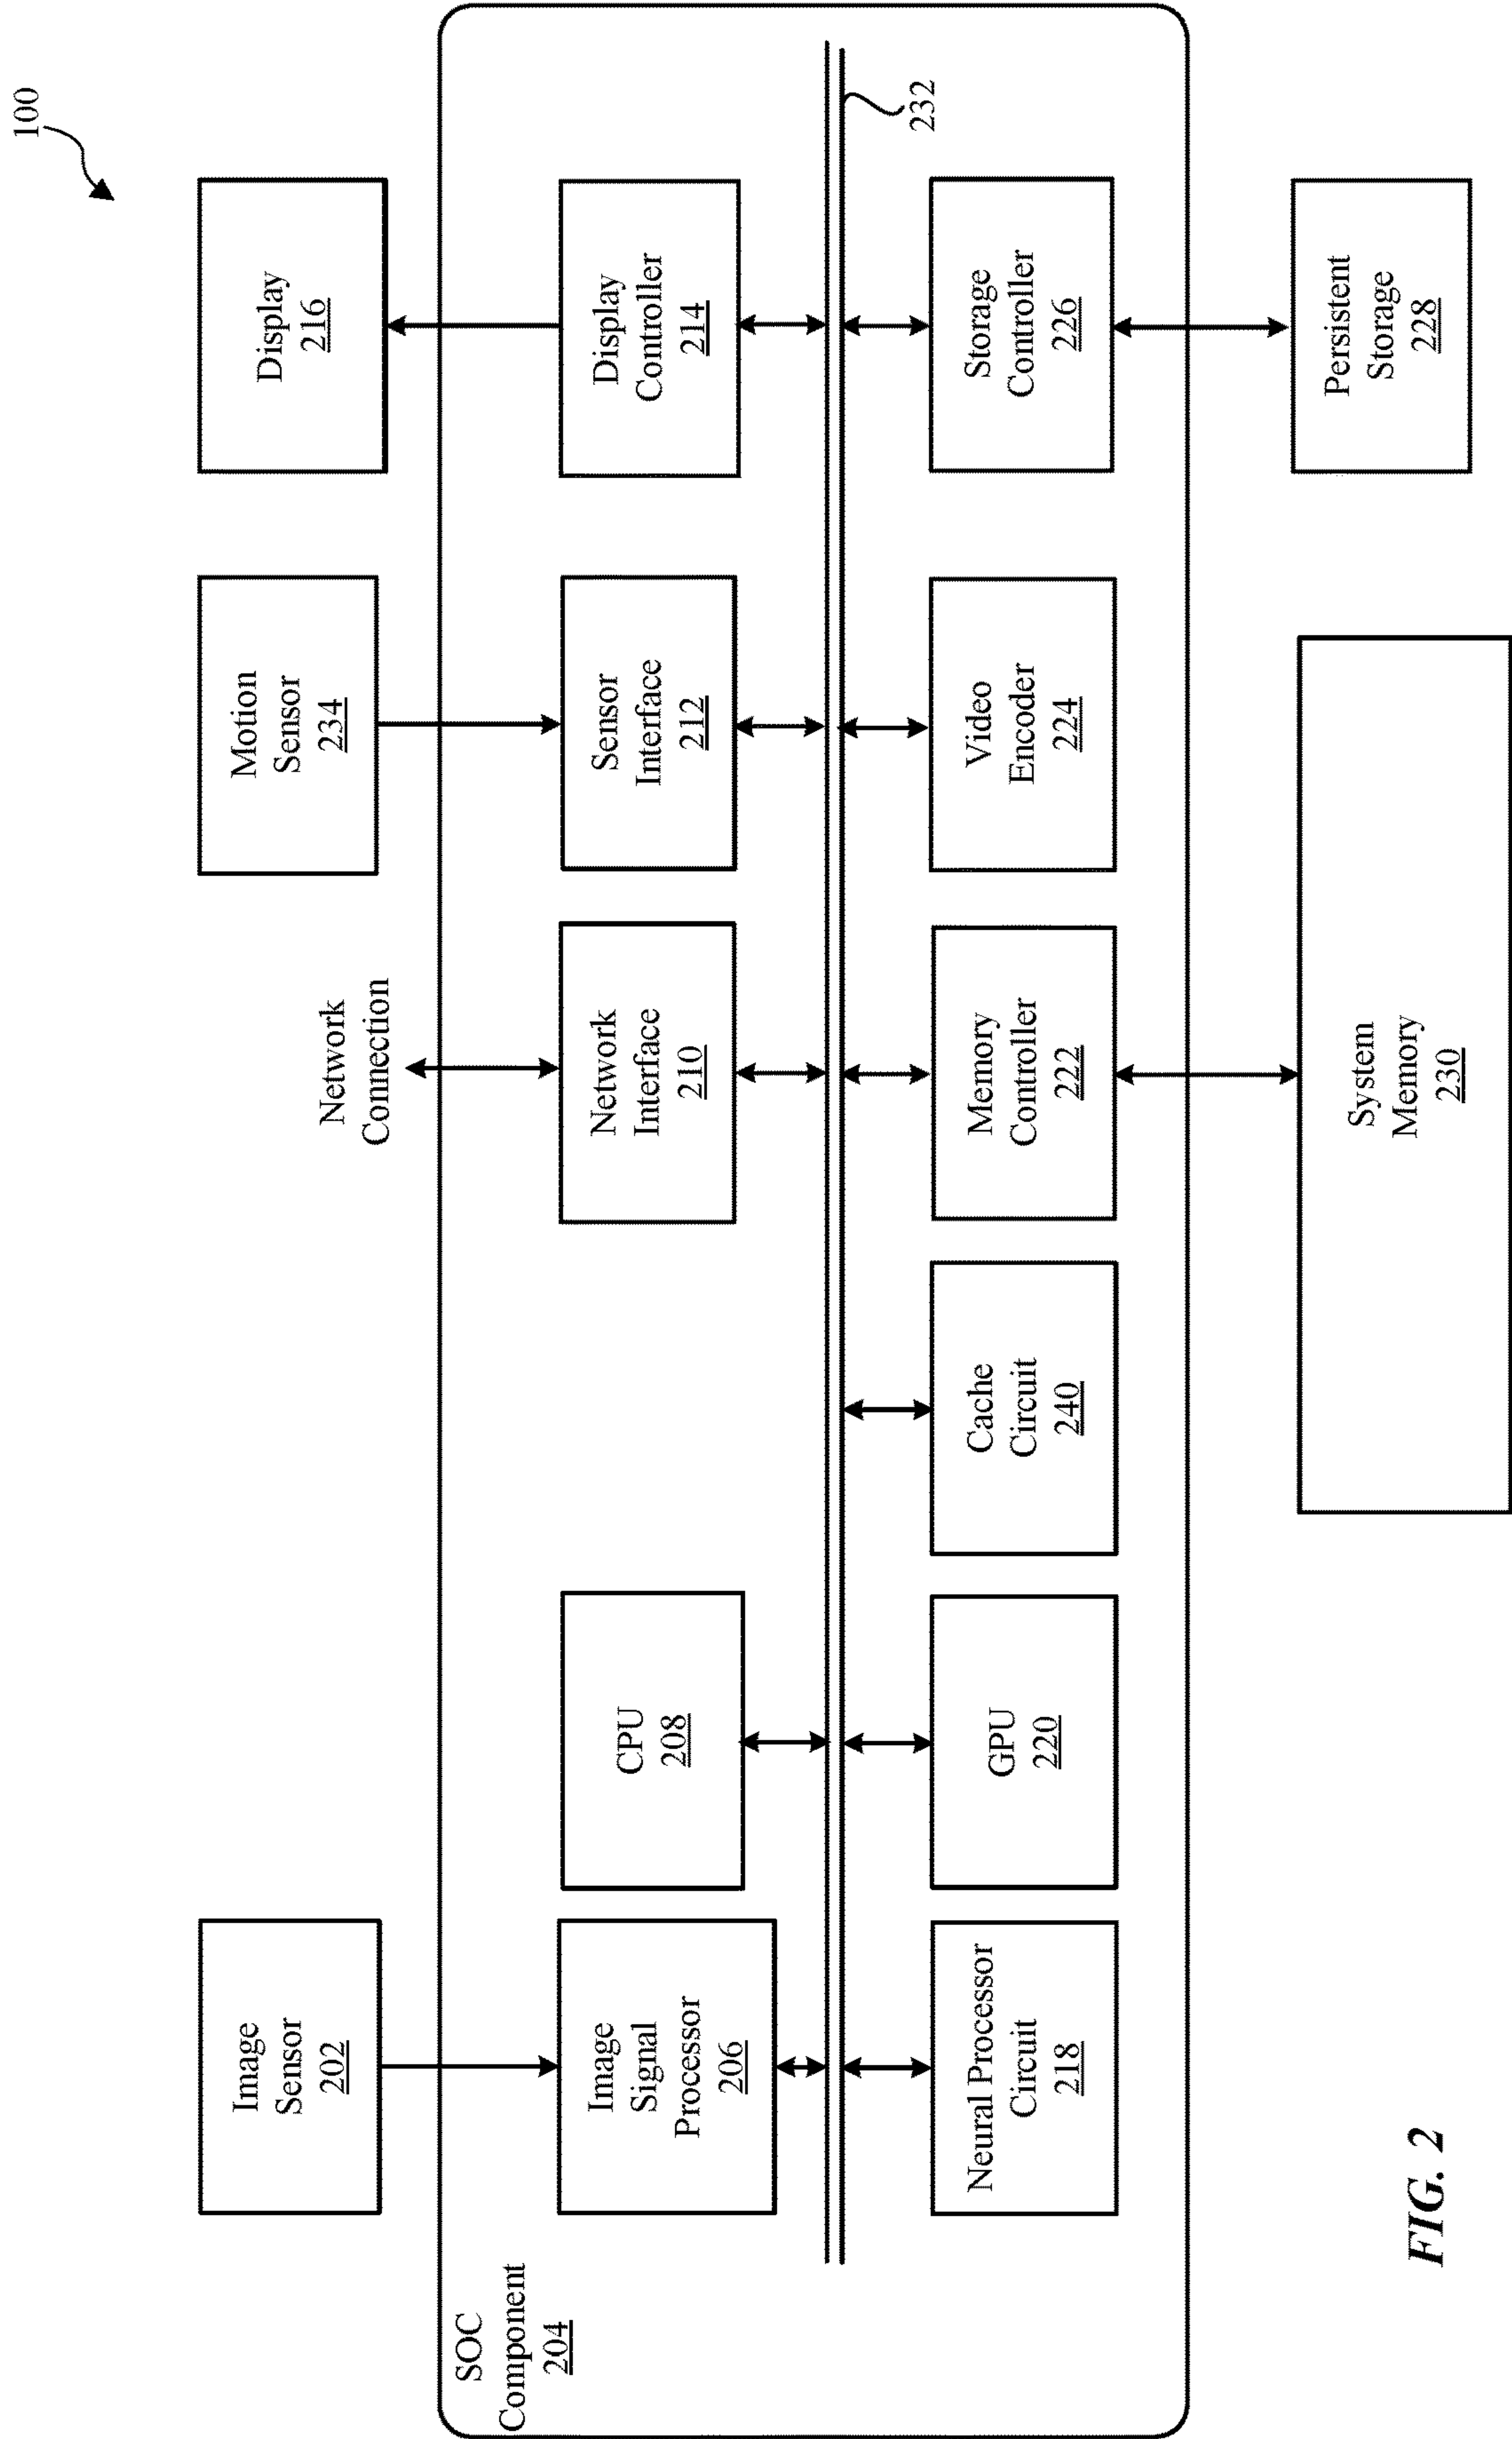 100
Image
Sensor
202
Network
Connection
Motion
Sensor
234
Display
216
SOC
Component
204
Image
Signal
Processor
206
CPU
208
Network
Interface
210
Sensor
Interface
212
Display
Controller
214
232
Neural Processor
Circuit
218
GPU
220
Cache
Circuit
240
Memory
Controller
222
Video
Encoder
224
Storage
Controller
226
System
Memory
230
Persistent
Storage
228
FIG. 2